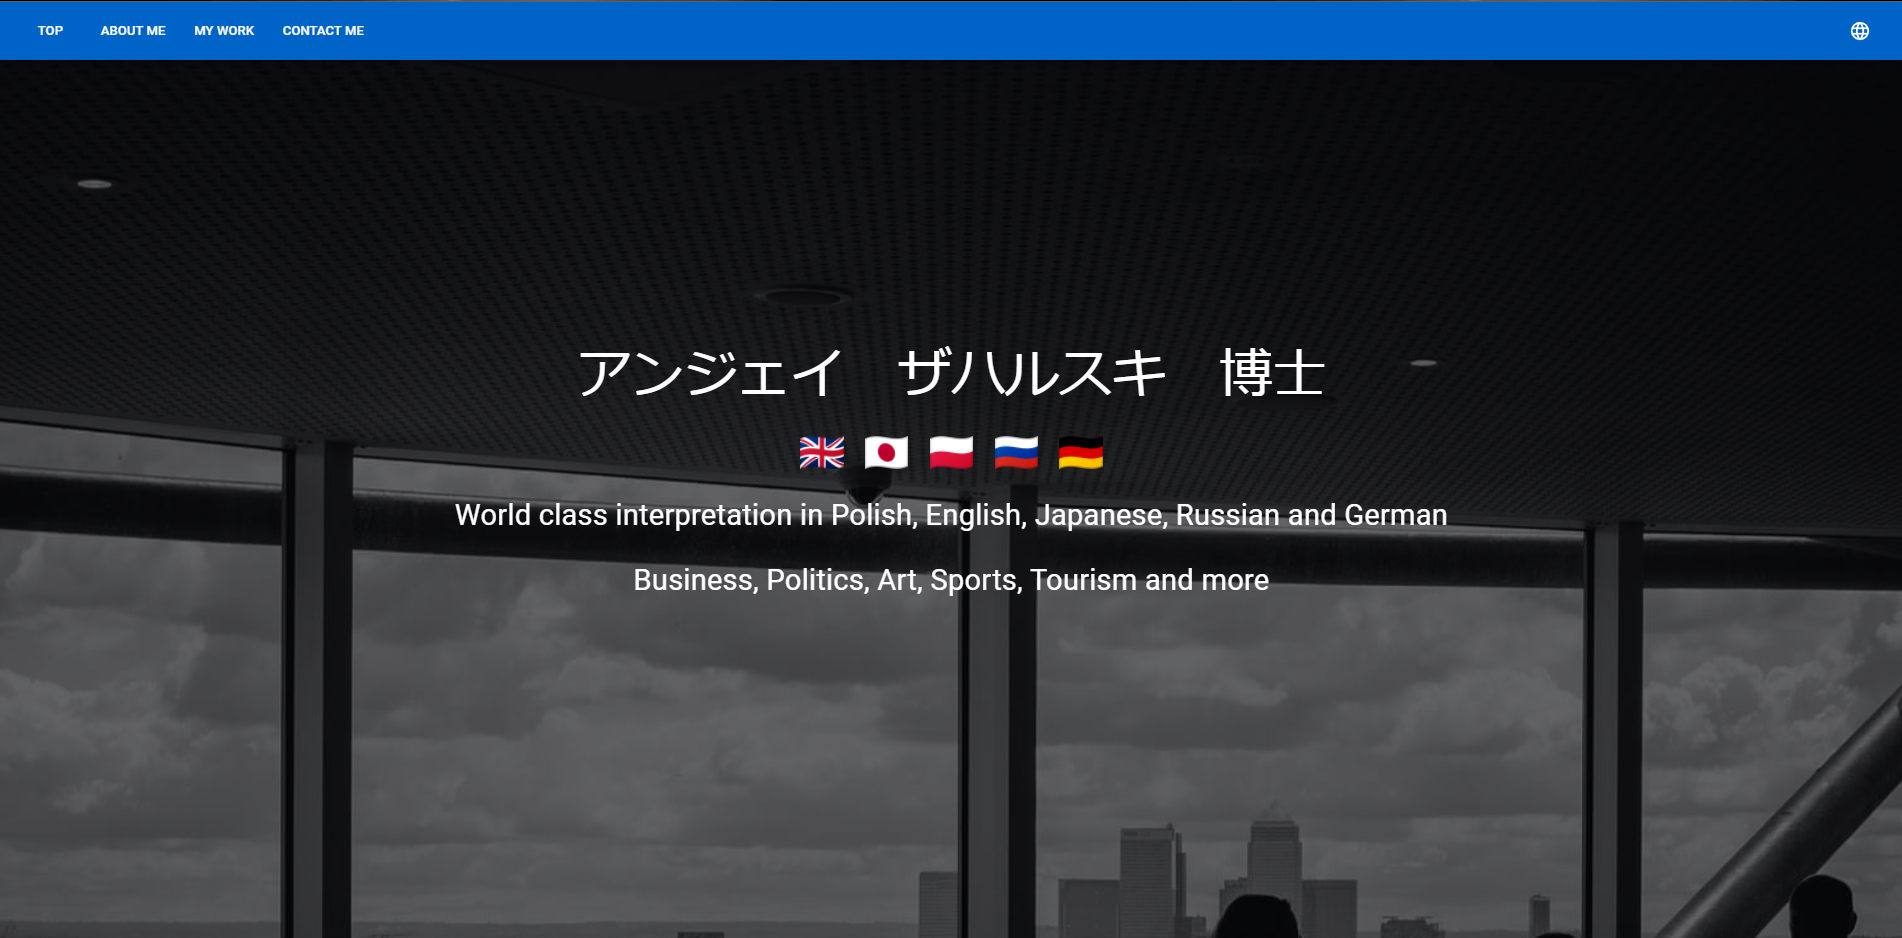 TOP ABOUT ME MY WORK CONTACT ME
アンジェイ　ザハルスキ　博士
World class interpretation in Polish, English, Japanese, Russian and German
Business, Politics, Art, Sports, Tourism and more